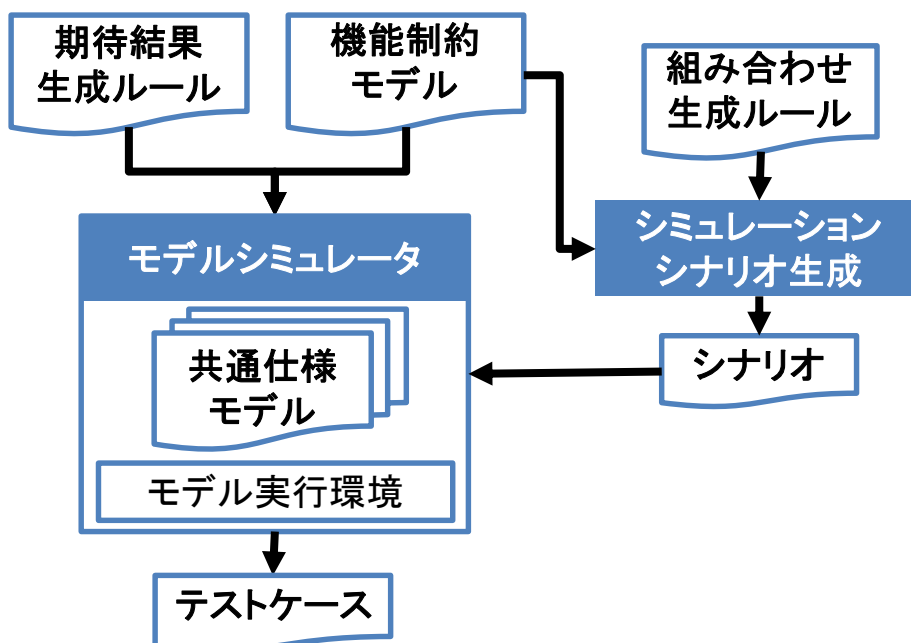 期待結果
生成ルール
機能制約
モデル
組み合わせ
生成ルール
モデルシミュレータ
シミュレーション
シナリオ生成
共通仕様
モデル
シナリオ
モデル実行環境
テストケース